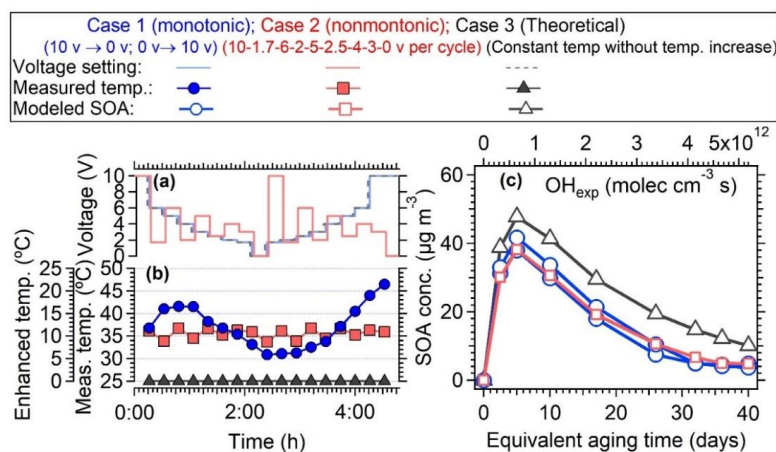 Case 1 (monotonic); Case 2 (nonmontonic); Case 3 (Theoretical)
(10 v → 0 v; 0 v→ 10 v) (10-1.7-6-2-5-2.5-4-3-0 v per cycle) (Constant temp without temp. increase)
Voltage setting:
Measured temp.:
Modeled SOA:
(a)
Voltage (V)
10
8
6
4
2
0
(b)
Enhanced temp. (ºC)
25
20
15
10
5
0
Meas. temp. (ºC)
50
45
40
35
30
25
0:00
2:00
4:00
Time (h)
0 1 2 3 4 5x10¹²
(c)
OHexp (molec cm⁻³ s)
SOA conc. (µg m⁻³)
60
40
20
0
0 10 20 30 40
Equivalent aging time (days)